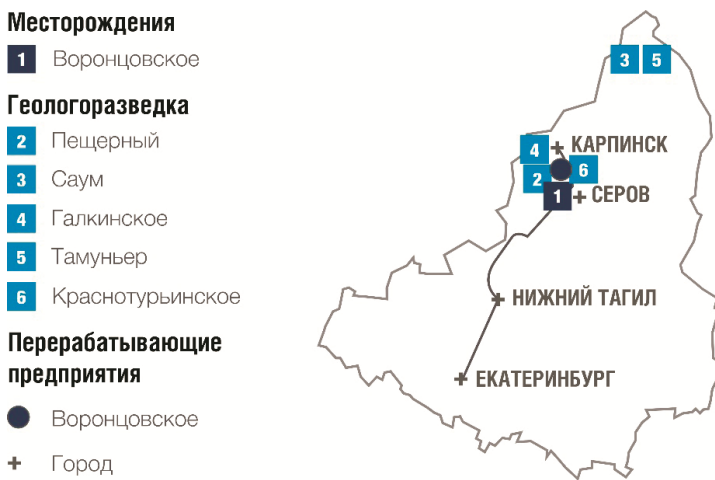 Месторождения
1 Воронцовское
Геологоразведка
2 Пещерный
3 Саум
4 Галкинское
5 Тамуньер
6 Краснотурьинское
Перерабатывающие
предприятия
Воронцовское
Город
3 5
4 КАРПИНСК
2 6
1 СЕРОВ
НИЖНИЙ ТАГИЛ
ЕКАТЕРИНБУРГ